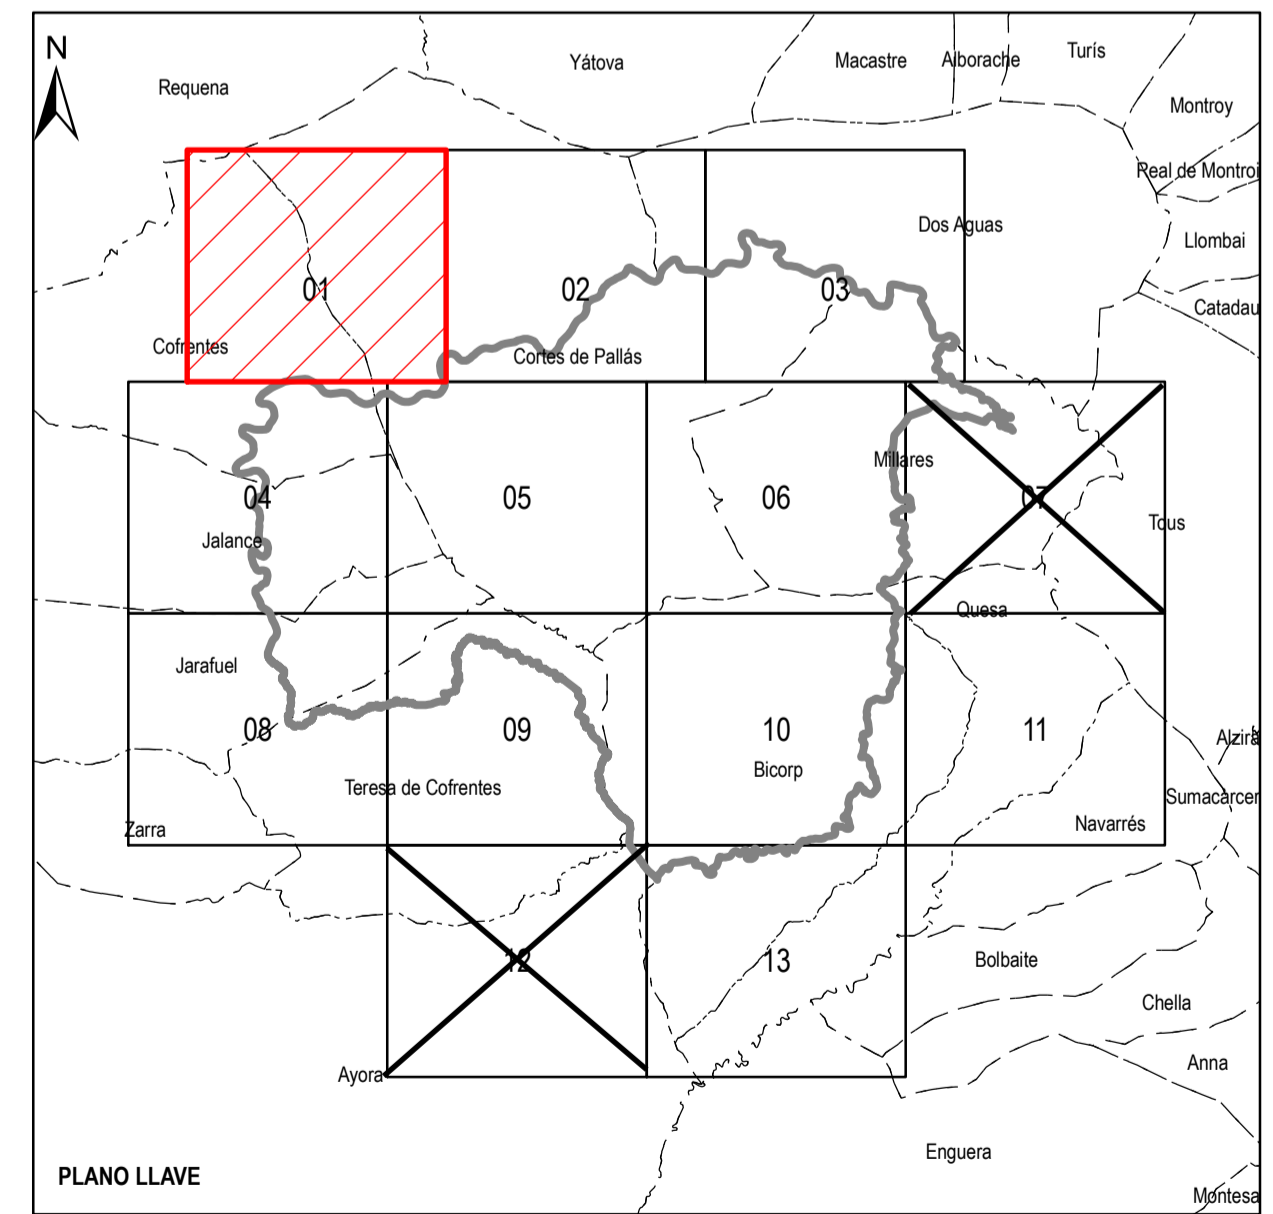 N
Requena
Yátova
Macastre
Alborache
Turís
Montroy
Real de Montroi
Dos Aguas
Llombai
Catadau
01
02
03
Cofrentes
Cortes de Pallás
Millares
04
05
06
07
Tous
Jalance
Quesa
Jarafuel
08
09
10
11
Alzira
Bicorp
Teresa de Cofrentes
Sumacàrcer
Zarra
Navarrés
12
13
Bolbaite
Chella
Anna
Ayora
Enguera
PLANO LLAVE
Montesa